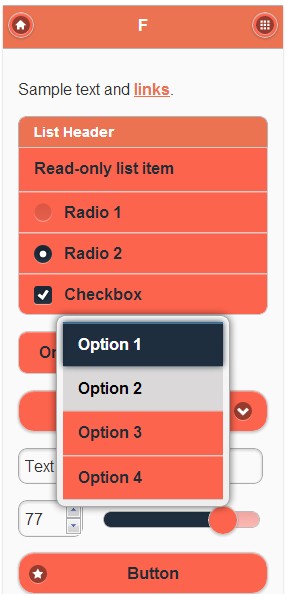 F
Sample text and links.
List Header
Read-only list item
Radio 1
Radio 2
Checkbox
Option 1
Option 2
Option 3
Option 4
Text
77
Button